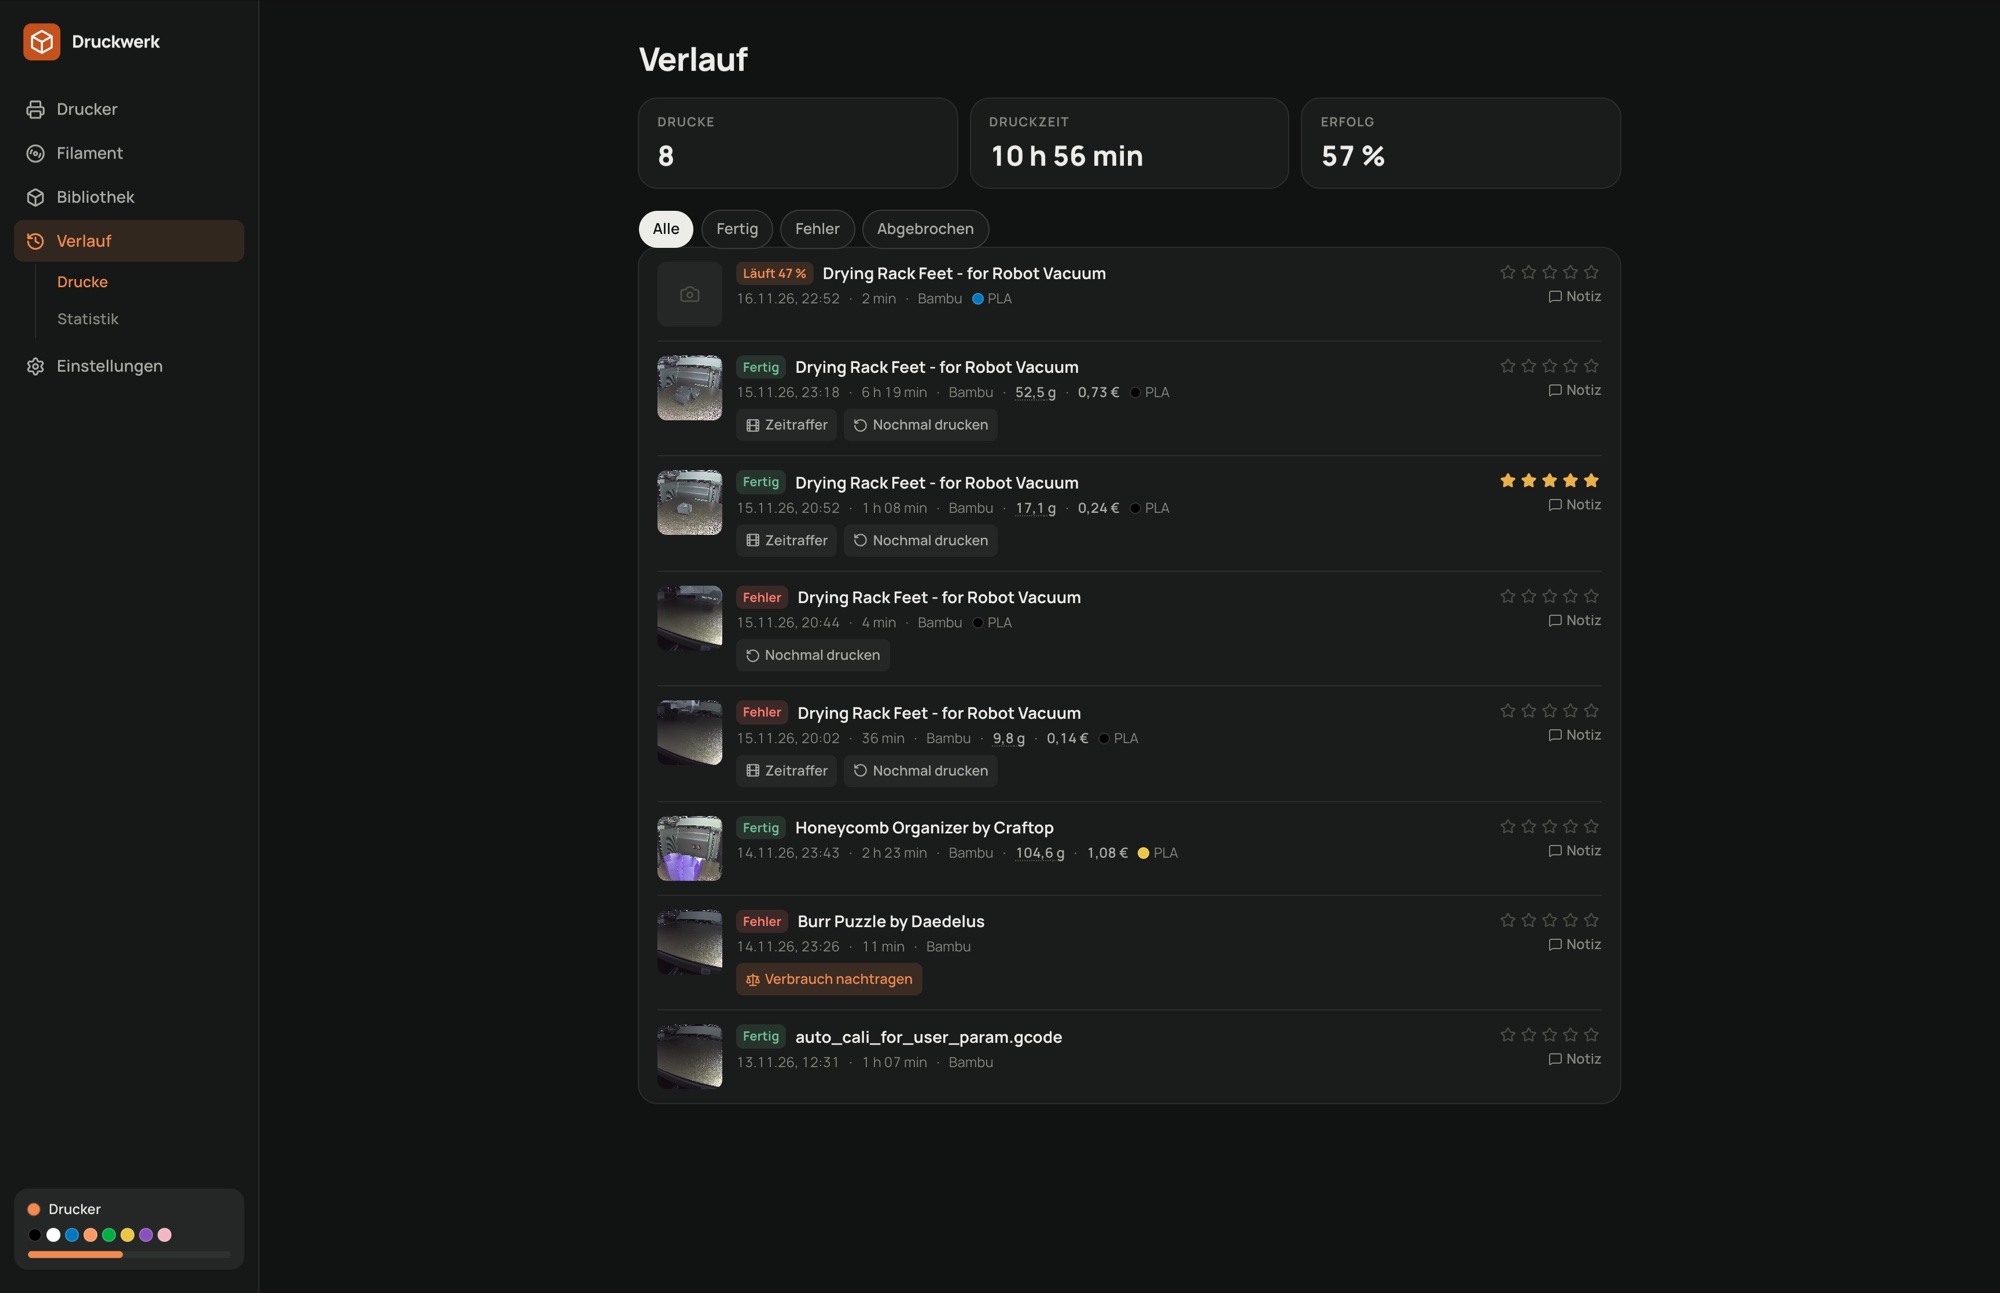 Druckwerk
Drucker
Filament
Bibliothek
Verlauf
Drucke
Statistik
Einstellungen
Drucker
Verlauf
DRUCKE
8
DRUCKZEIT
10 h 56 min
ERFOLG
57 %
Alle Fertig Fehler Abgebrochen
Läuft 47 % Drying Rack Feet - for Robot Vacuum
16.11.26, 22:52 · 2 min · Bambu PLA
Notiz
Fertig Drying Rack Feet - for Robot Vacuum
15.11.26, 23:18 · 6 h 19 min · Bambu · 52,5 g · 0,73 € PLA
Notiz
Zeitraffer Nochmal drucken
Fertig Drying Rack Feet - for Robot Vacuum
15.11.26, 20:52 · 1 h 08 min · Bambu · 17,1 g · 0,24 € PLA
Notiz
Zeitraffer Nochmal drucken
Fehler Drying Rack Feet - for Robot Vacuum
15.11.26, 20:44 · 4 min · Bambu PLA
Notiz
Nochmal drucken
Fehler Drying Rack Feet - for Robot Vacuum
15.11.26, 20:02 · 36 min · Bambu · 9,8 g · 0,14 € PLA
Notiz
Zeitraffer Nochmal drucken
Fertig Honeycomb Organizer by Craftop
14.11.26, 23:43 · 2 h 23 min · Bambu · 104,6 g · 1,08 € PLA
Notiz
Fehler Burr Puzzle by Daedelus
14.11.26, 23:26 · 11 min · Bambu
Notiz
Verbrauch nachtragen
Fertig auto_cali_for_user_param.gcode
13.11.26, 12:31 · 1 h 07 min · Bambu
Notiz